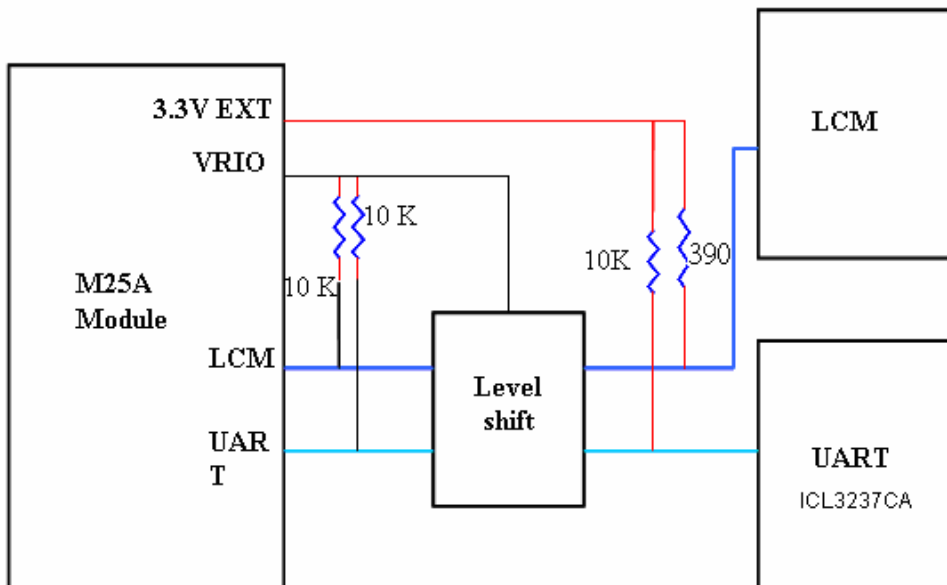 3.3V EXT
VRIO
10 K
10 K
M25A
Module
LCM
UAR
T
Level
shift
10K
390
LCM
UART
ICL3237CA